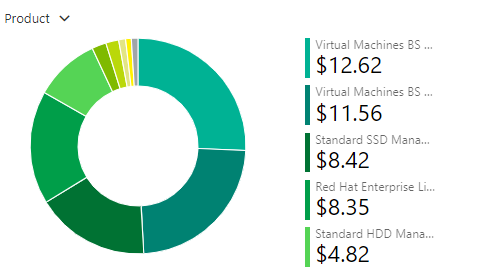 Product
Virtual Machines BS ...
$12.62
Virtual Machines BS ...
$11.56
Standard SSD Mana...
$8.42
Red Hat Enterprise Li...
$8.35
Standard HDD Mana...
$4.82